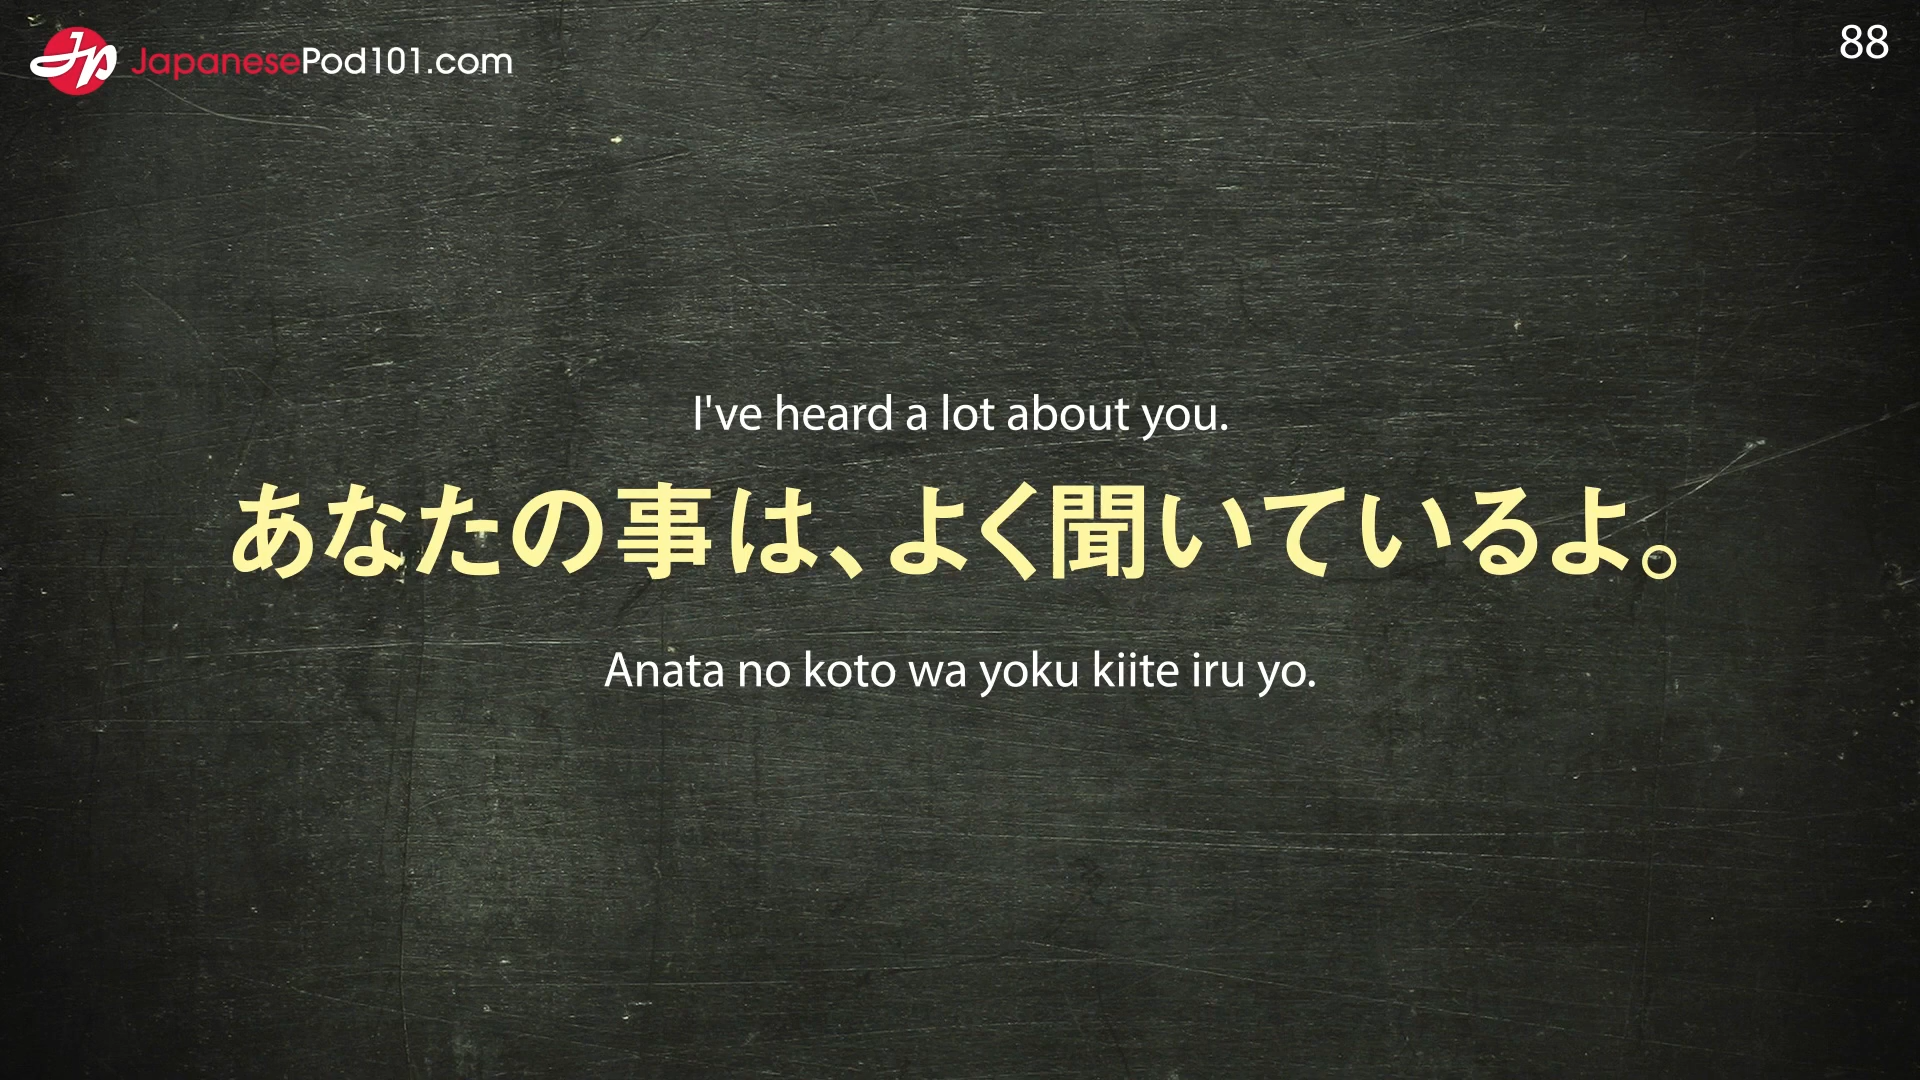 JapanesePod101.com
88
I've heard a lot about you.
あなたの事は、よく聞いているよ。
Anata no koto wa yoku kiite iru yo.